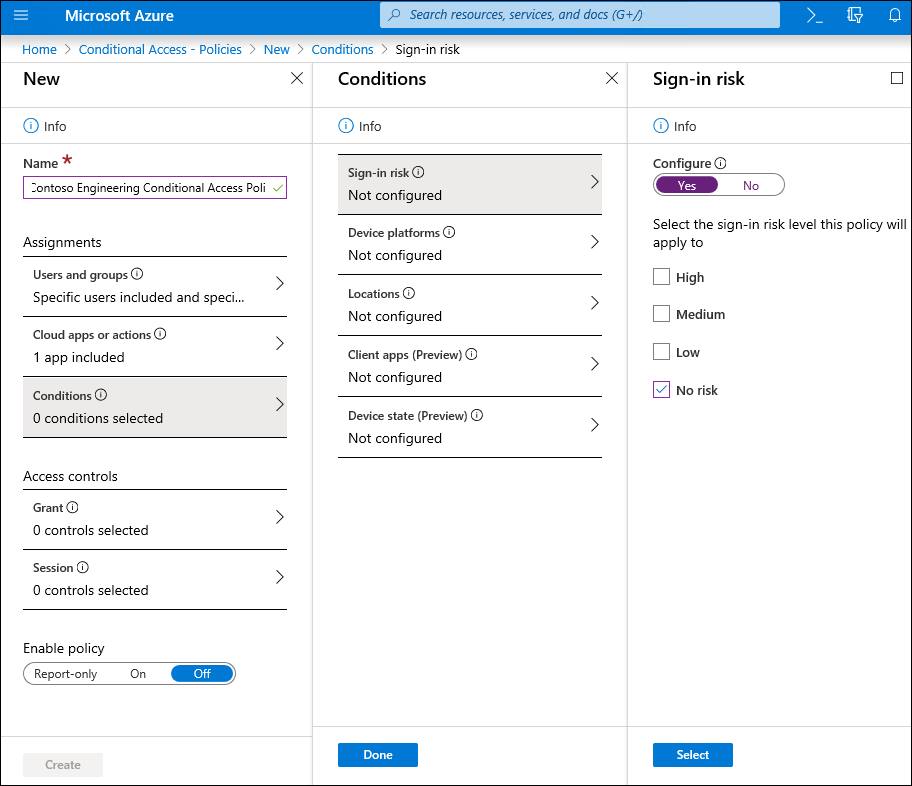 Microsoft Azure
Search resources, services, and docs (G+/)
Home > Conditional Access - Policies > New > Conditions > Sign-in risk
New
Info
Name *
Contoso Engineering Conditional Access Poli
Assignments
Users and groups
Specific users included and speci...
Cloud apps or actions
1 app included
Conditions
0 conditions selected
Access controls
Grant
0 controls selected
Session
0 controls selected
Enable policy
Report-only On Off
Create
Conditions
Info
Sign-in risk
Not configured
Device platforms
Not configured
Locations
Not configured
Client apps (Preview)
Not configured
Device state (Preview)
Not configured
Done
Sign-in risk
Info
Configure
Yes No
Select the sign-in risk level this policy will
apply to
High
Medium
Low
No risk
Select